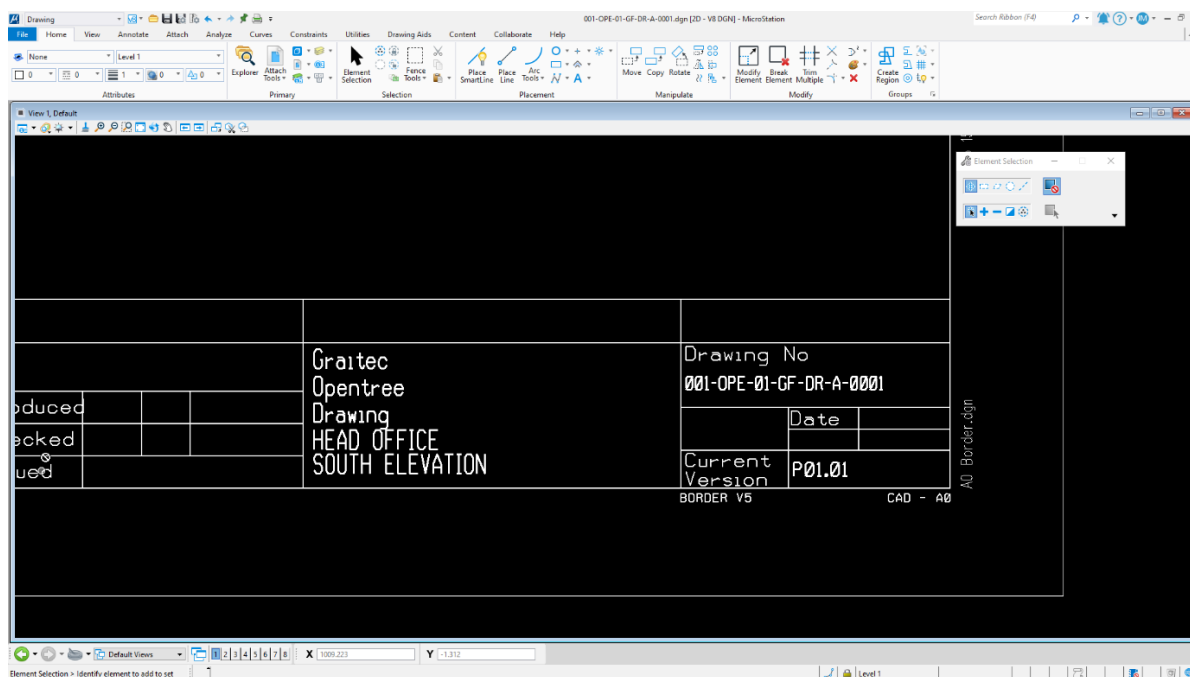 Drawing
001-OPE-01-GF-DR-A-0001.dgn [2D - V8 DGN] - MicroStation
Search Ribbon (F4)
JM
File Home View Annotate Attach Analyze Curves Constraints Utilities Drawing Aids Content Collaborate Help
None
Level 1
0 0 1 0 0
Explorer
Attach Tools
Element Selection
Fence Tools
Place SmartLine
Place Line
Arc Tools
Move Copy Rotate
Modify Element
Break Element
Trim Multiple
Create Region
Attributes Primary Selection Placement Manipulate Modify Groups
View 1, Default
Element Selection
Graitec
Opentree
Drawing
HEAD OFFICE
SOUTH ELEVATION
oduced
ecked
ued
Drawing No
001-OPE-01-GF-DR-A-0001
Date
Current
Version
P01.01
BORDER V5
CAD - A0
A0 Border.dgn
Default Views
1 2 3 4 5 6 7 8
X 1009.223
Y -1.312
Element Selection > Identify element to add to set
Level 1